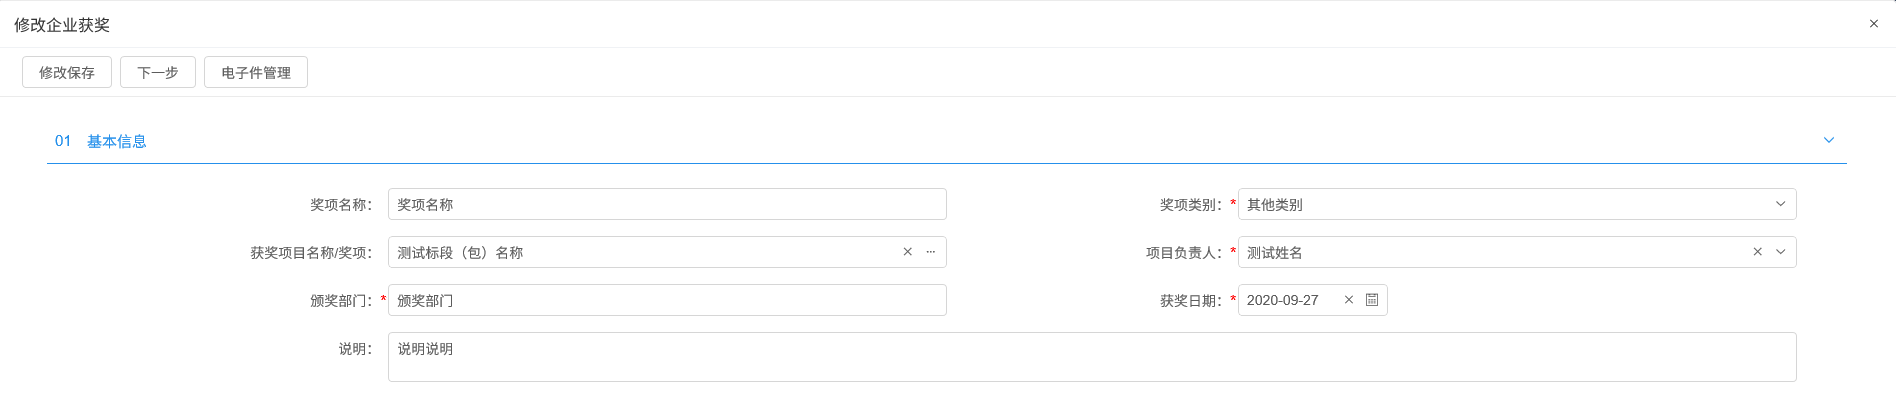 修改企业获奖
修改保存 下一步 电子件管理
01 基本信息
奖项名称： 奖项名称 奖项类别：* 其他类别
获奖项目名称/奖项： 测试标段（包）名称 项目负责人：* 测试姓名
颁奖部门：* 颁奖部门 获奖日期：* 2020-09-27
说明： 说明说明